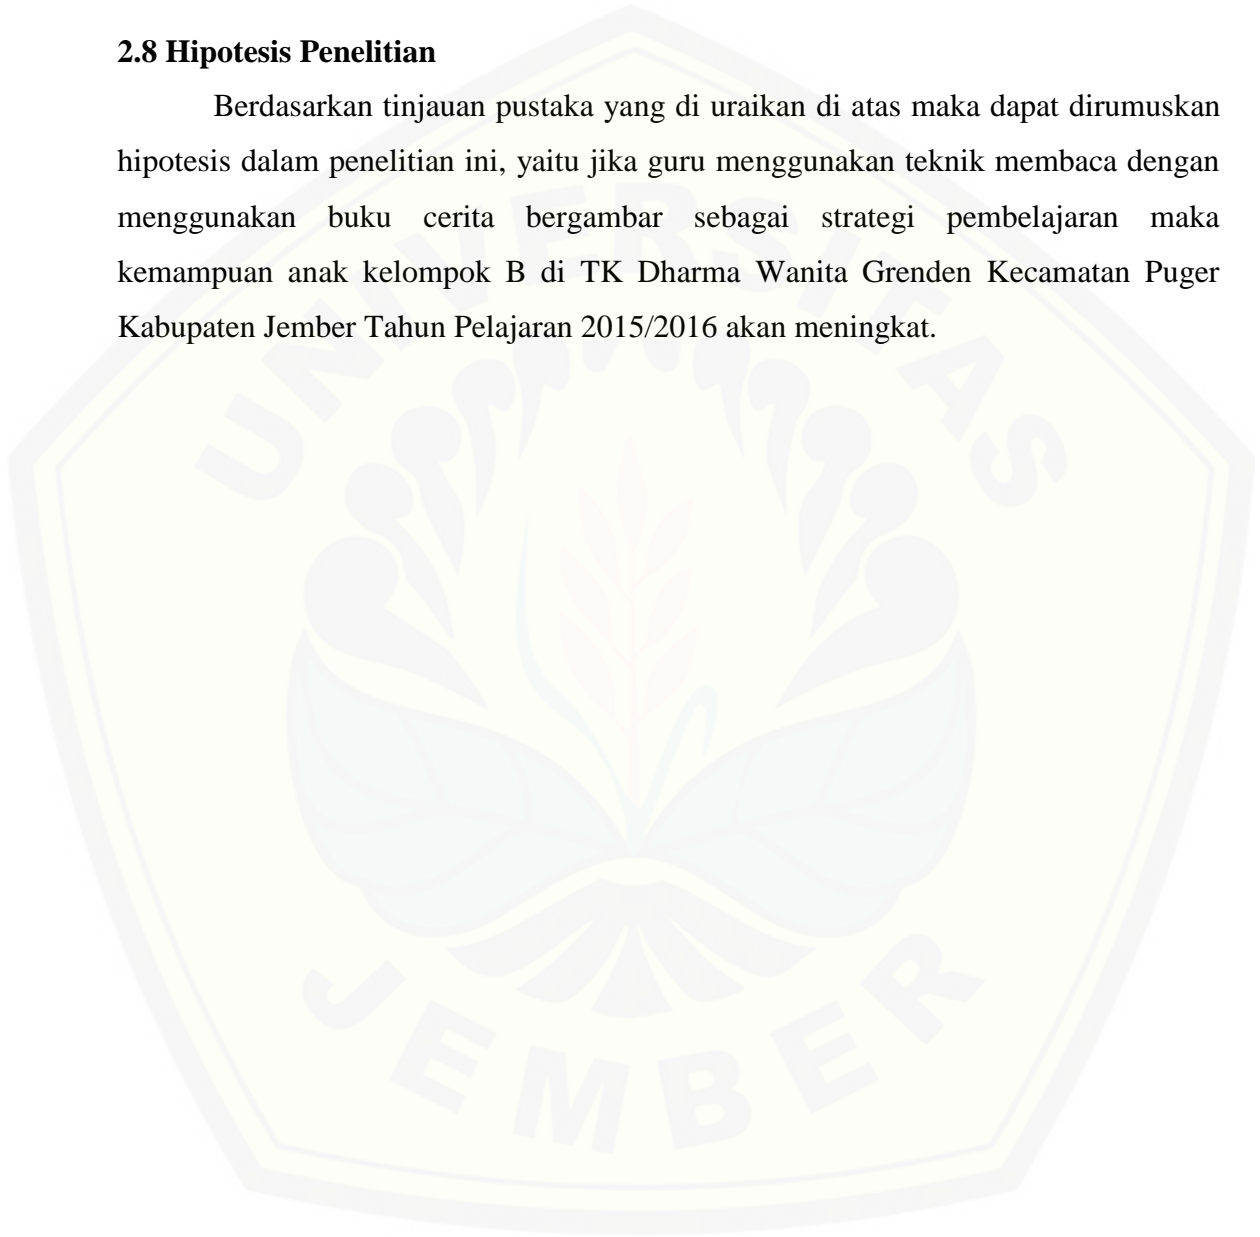 2.8 Hipotesis Penelitian
Berdasarkan tinjauan pustaka yang di uraikan di atas maka dapat dirumuskan
hipotesis dalam penelitian ini, yaitu jika guru menggunakan teknik membaca dengan
menggunakan buku cerita bergambar sebagai strategi pembelajaran maka
kemampuan anak kelompok B di TK Dharma Wanita Grenden Kecamatan Puger
Kabupaten Jember Tahun Pelajaran 2015/2016 akan meningkat.
UNIVERSITAS
JEMBER